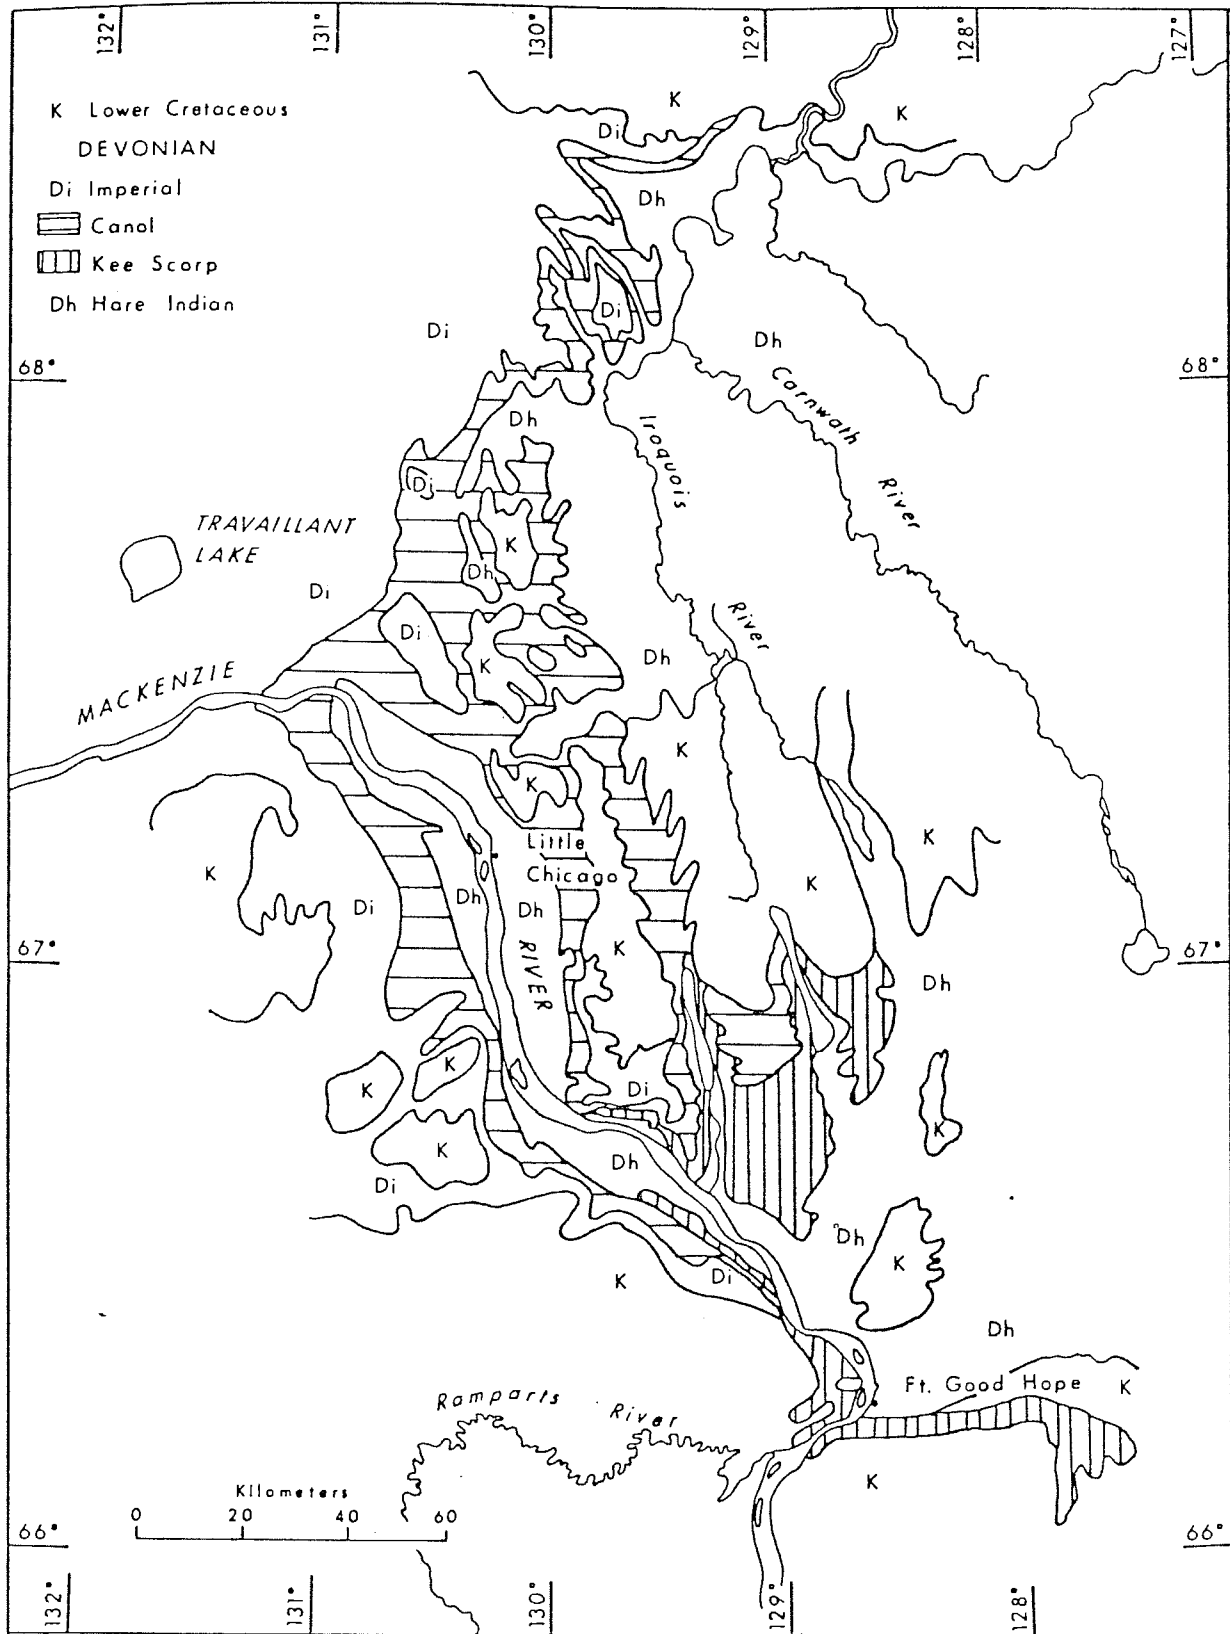 132°
131°
130°
129°
128°
127°
K Lower Cretaceous
DEVONIAN
Di Imperial
Canol
Kee Scorp
Dh Hare Indian
K
K
Di
Dh
Di
Di
Dh
68°
68°
Carnwath
River
Iroquois
River
Dh
Di
K
Dh
TRAVAILLANT
LAKE
Di
Di
K
Dh
MACKENZIE
RIVER
K
K
Little
Chicago
K
K
K
Di
Dh
Dh
K
67°
67°
Dh
K
K
Di
K
K
Dh
Di
Dh
K
K
Di
Dh
Ft. Good Hope
K
Ramparts River
K
Kilometers
0 20 40 60
66°
66°
132°
131°
130°
129°
128°